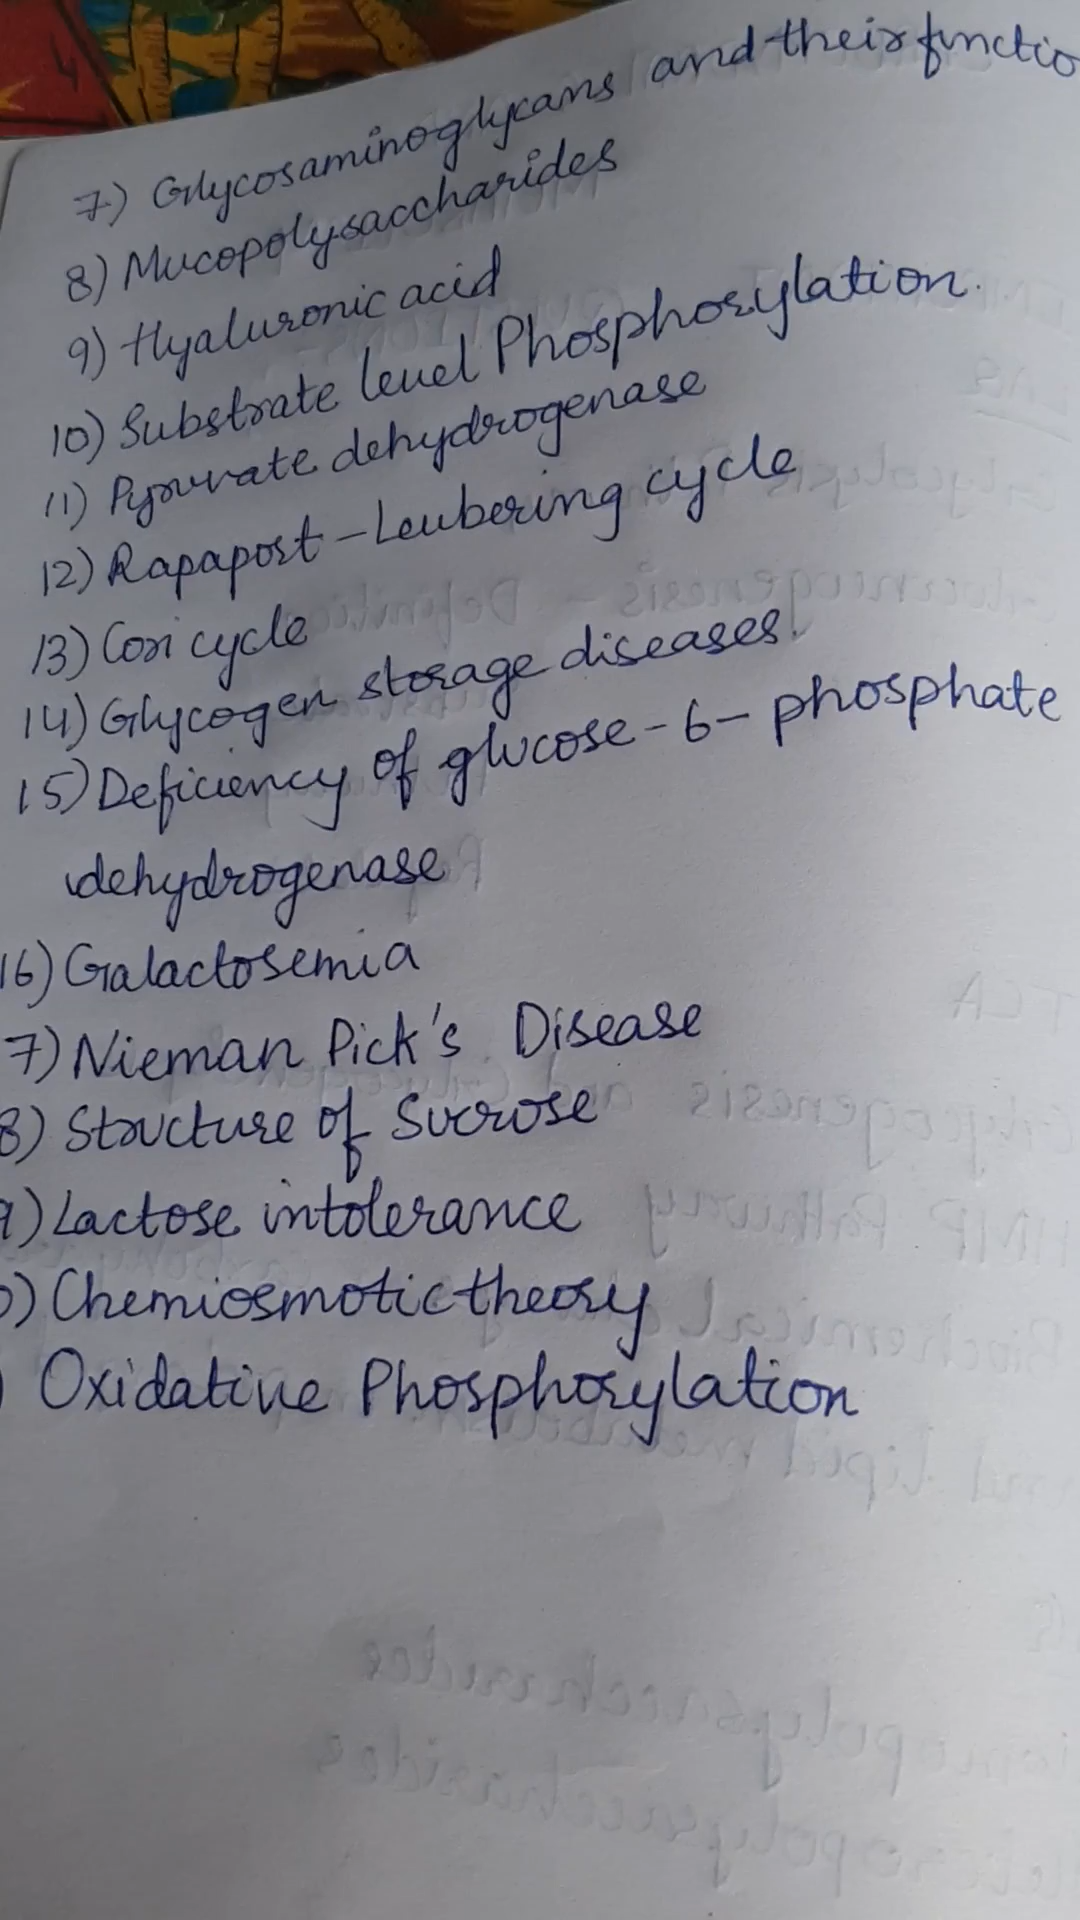 7) Glycosaminoglycans and their functio
8) Mucopolysaccharides
9) Hyaluronic acid
10) Substrate level Phosphorylation.
11) Pyruvate dehydrogenase
12) Rapaport - Leubering cycle
13) Cori cycle
14) Glycogen storage diseases.
15) Deficiency of glucose - 6 - phosphate
dehydrogenase
16) Galactosemia
7) Nieman Pick's Disease
8) Structure of Sucrose
9) Lactose intolerance
0) Chemiosmotic theory
) Oxidative Phosphorylation